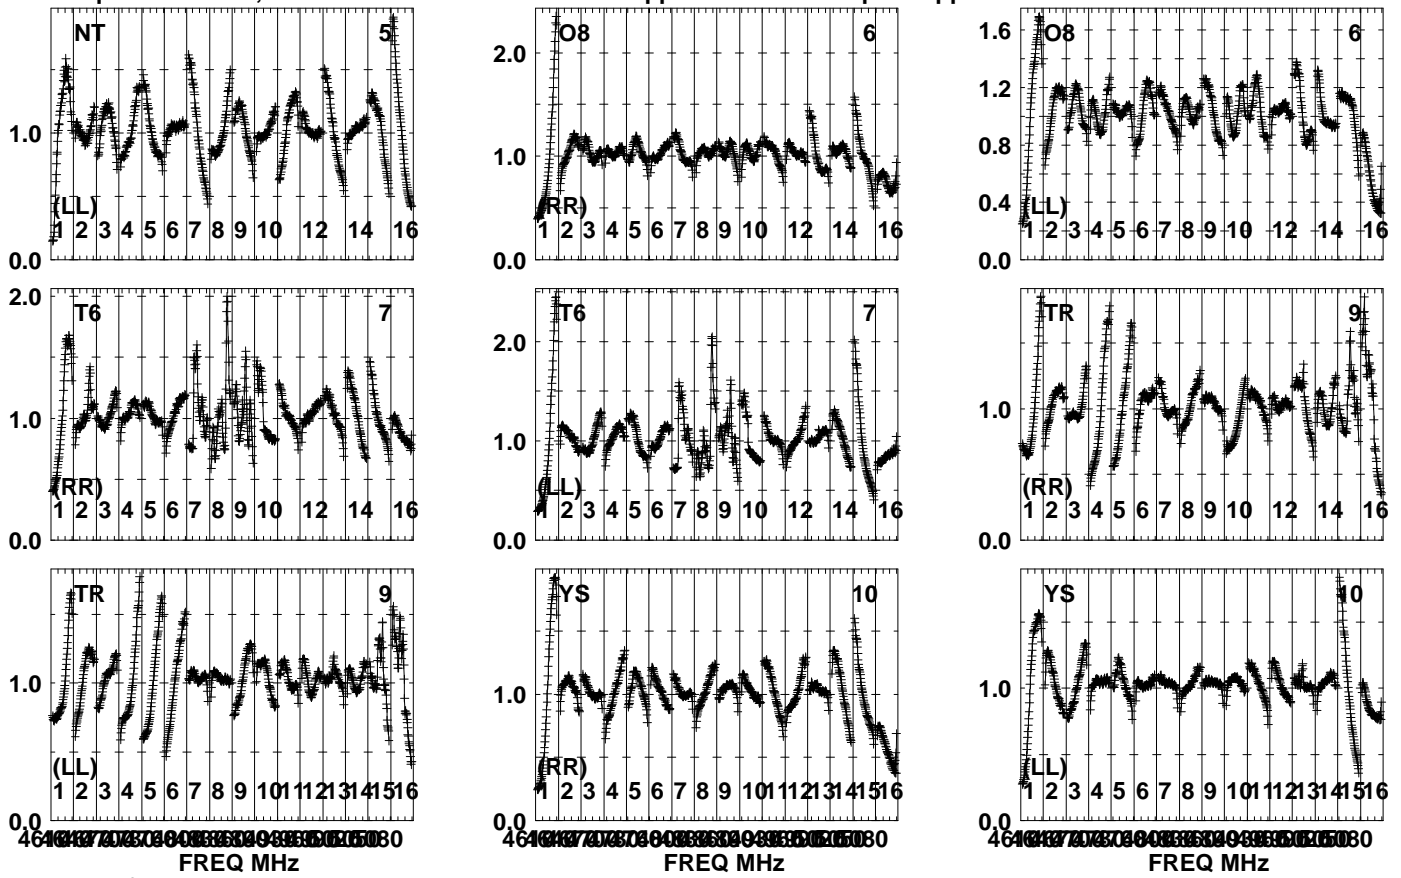 NT 5
1.0
(LL)
1 2 3 4 5 6 7 8 9 10 12 14 16
0.0
O8 6
2.0
1.0
(RR)
1 2 3 4 5 6 7 8 9 10 12 14 16
0.0
O8 6
1.6
1.2
0.8
0.4
(LL)
1 2 3 4 5 6 7 8 9 10 12 14 16
0.0
T6 7
2.0
1.0
(RR)
1 2 3 4 5 6 7 8 9 10 12 14 16
0.0
T6 7
2.0
1.0
(LL)
1 2 3 4 5 6 7 8 9 10 12 14 16
0.0
TR 9
1.0
(RR)
1 2 3 4 5 6 7 8 9 10 12 14 16
0.0
TR 9
1.0
(LL)
1 2 3 4 5 6 7 8 9 10 11 12 13 14 15 16
0.0
FREQ MHz
YS 10
1.0
(RR)
1 2 3 4 5 6 7 8 9 10 11 12 13 14 15 16
0.0
FREQ MHz
YS 10
1.0
(LL)
1 2 3 4 5 6 7 8 9 10 11 12 13 14 15 16
0.0
FREQ MHz